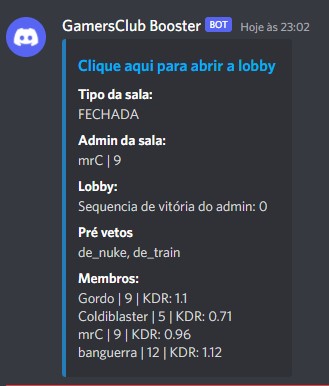 GamersClub Booster BOT Hoje às 23:02
Clique aqui para abrir a lobby
Tipo da sala:
FECHADA
Admin da sala:
mrC | 9
Lobby:
Sequencia de vitória do admin: 0
Pré vetos
de_nuke, de_train
Membros:
Gordo | 9 | KDR: 1.1
Coldiblaster | 5 | KDR: 0.71
mrC | 9 | KDR: 0.96
banguerra | 12 | KDR: 1.12